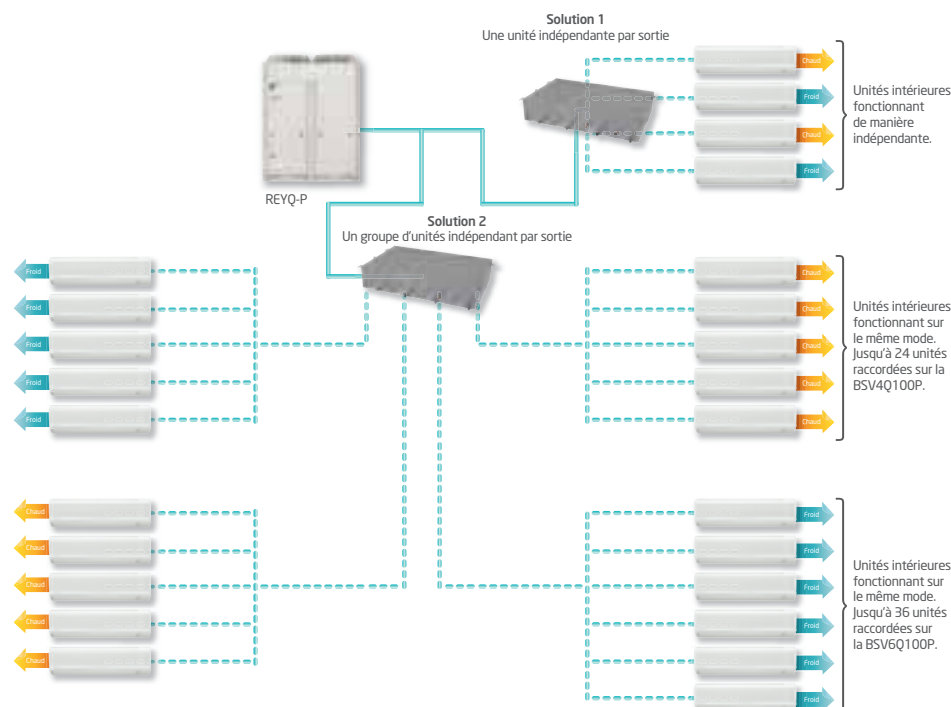 Solution 1
Une unité indépendante par sortie
Chaud
Froid
Chaud
Froid
Unités intérieures
fonctionnant
de manière
indépendante.
REYQ-P
Solution 2
Un groupe d'unités indépendant par sortie
Froid
Froid
Froid
Froid
Froid
Chaud
Chaud
Chaud
Chaud
Chaud
Unités intérieures
fonctionnant sur
le même mode.
Jusqu'à 24 unités
raccordées sur la
BSV4Q100P.
Chaud
Chaud
Chaud
Chaud
Chaud
Froid
Froid
Froid
Froid
Froid
Froid
Unités intérieures
fonctionnant sur
le même mode.
Jusqu'à 36 unités
raccordées sur
la BSV6Q100P.